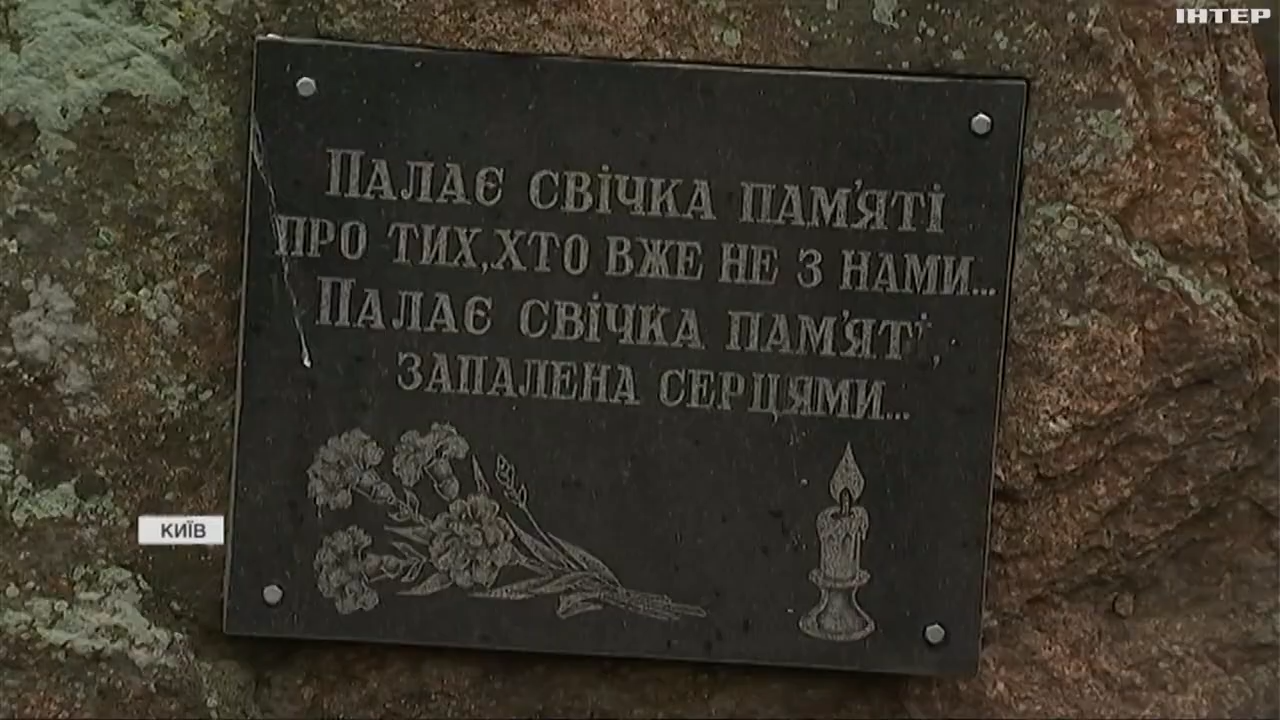 ІНТЕР
ПАЛАЄ СВІЧКА ПАМ'ЯТІ
ПРО ТИХ, ХТО ВЖЕ НЕ З НАМИ...
ПАЛАЄ СВІЧКА ПАМ'ЯТІ,
ЗАПАЛЕНА СЕРЦЯМИ...
КИЇВ